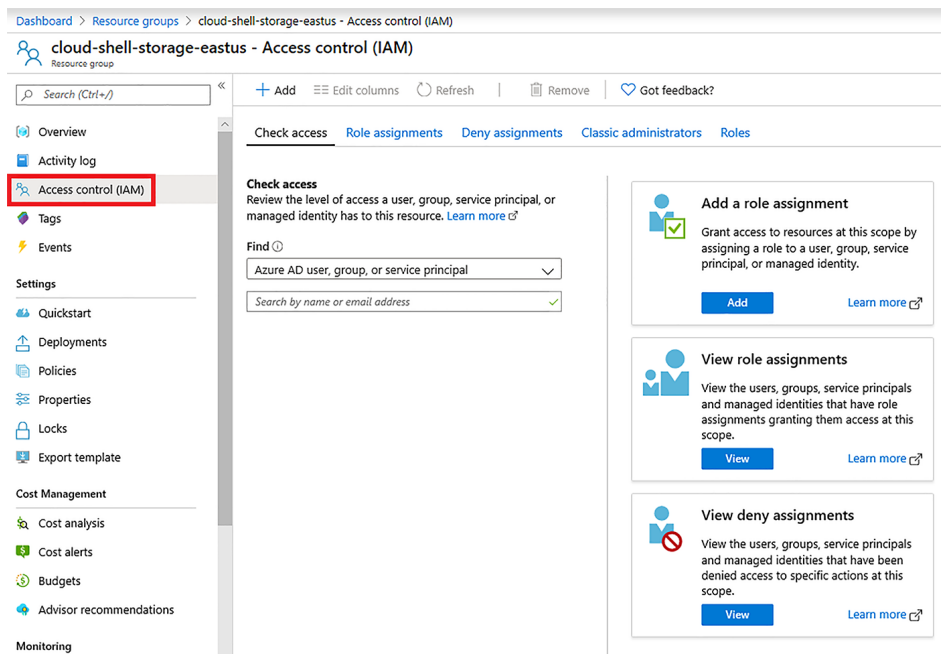 Dashboard > Resource groups > cloud-shell-storage-eastus - Access control (IAM)
cloud-shell-storage-eastus - Access control (IAM)
Resource group
Search (Ctrl+/)
«
Overview
Activity log
Access control (IAM)
Tags
Events
Settings
Quickstart
Deployments
Policies
Properties
Locks
Export template
Cost Management
Cost analysis
Cost alerts
Budgets
Advisor recommendations
Monitoring
Add
Edit columns
Refresh
Remove
Got feedback?
Check access
Role assignments
Deny assignments
Classic administrators
Roles
Check access
Review the level of access a user, group, service principal, or
managed identity has to this resource. Learn more
Find
Azure AD user, group, or service principal
Search by name or email address
Add a role assignment
Grant access to resources at this scope by
assigning a role to a user, group, service
principal, or managed identity.
Add
Learn more
View role assignments
View the users, groups, service principals
and managed identities that have role
assignments granting them access at this
scope.
View
Learn more
View deny assignments
View the users, groups, service principals
and managed identities that have been
denied access to specific actions at this
scope.
View
Learn more